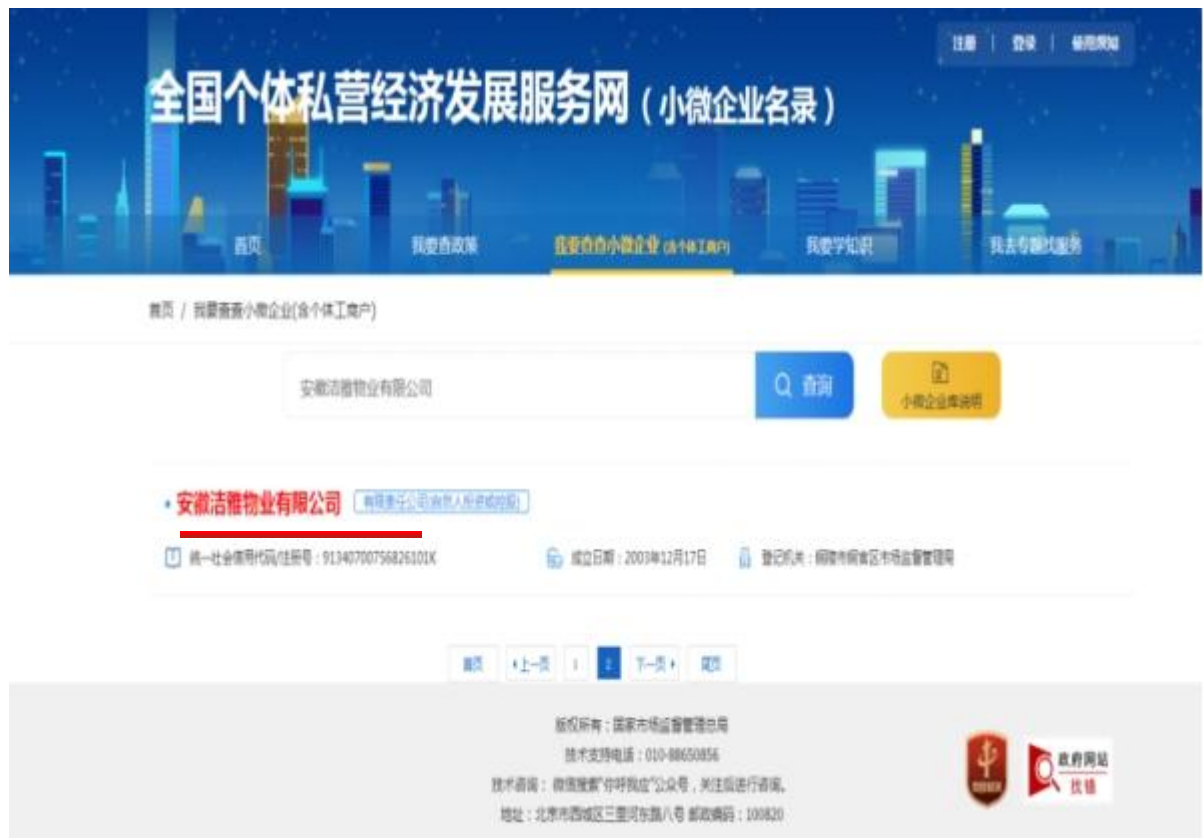 注册 | 登录 | 使用须知
全国个体私营经济发展服务网（小微企业名录）
首页 我要查政策 我要查查小微企业(含个体工商户) 我要学知识 我去专题找服务
首页 / 我要查查小微企业(含个体工商户)
安徽洁雅物业有限公司 查询
小微企业库说明
安徽洁雅物业有限公司 有限责任公司(自然人投资或控股)
统一社会信用代码/注册号：91340700756826101K 成立日期：2003年12月17日 登记机关：铜陵市铜官区市场监督管理局
首页 上一页 1 2 下一页 尾页
版权所有：国家市场监督管理总局
技术支持电话：010-88650856
技术咨询： 微信搜索"你呼我应"公众号，关注后进行咨询。
地址：北京市西城区三里河东路八号 邮政编码：100820
政府网站
找错